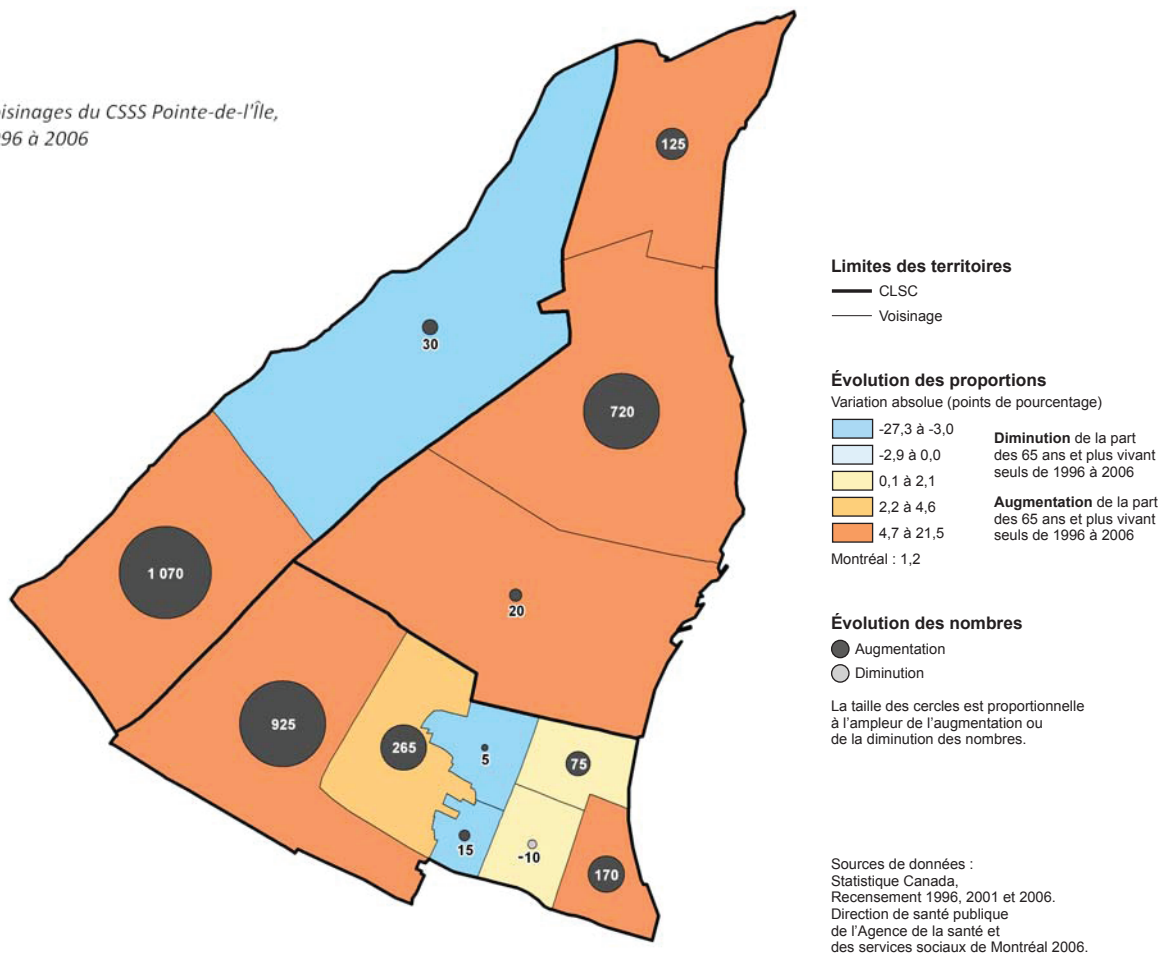 isinages du CSSS Pointe-de-l'Île,
96 à 2006
125
30
720
1 070
20
925
265
5
75
15
-10
170
Limites des territoires
CLSC
Voisinage
Évolution des proportions
Variation absolue (points de pourcentage)
-27,3 à -3,0
-2,9 à 0,0
0,1 à 2,1
2,2 à 4,6
4,7 à 21,5
Diminution de la part
des 65 ans et plus vivant
seuls de 1996 à 2006
Augmentation de la part
des 65 ans et plus vivant
seuls de 1996 à 2006
Montréal : 1,2
Évolution des nombres
Augmentation
Diminution
La taille des cercles est proportionnelle
à l'ampleur de l'augmentation ou
de la diminution des nombres.
Sources de données :
Statistique Canada,
Recensement 1996, 2001 et 2006.
Direction de santé publique
de l'Agence de la santé et
des services sociaux de Montréal 2006.